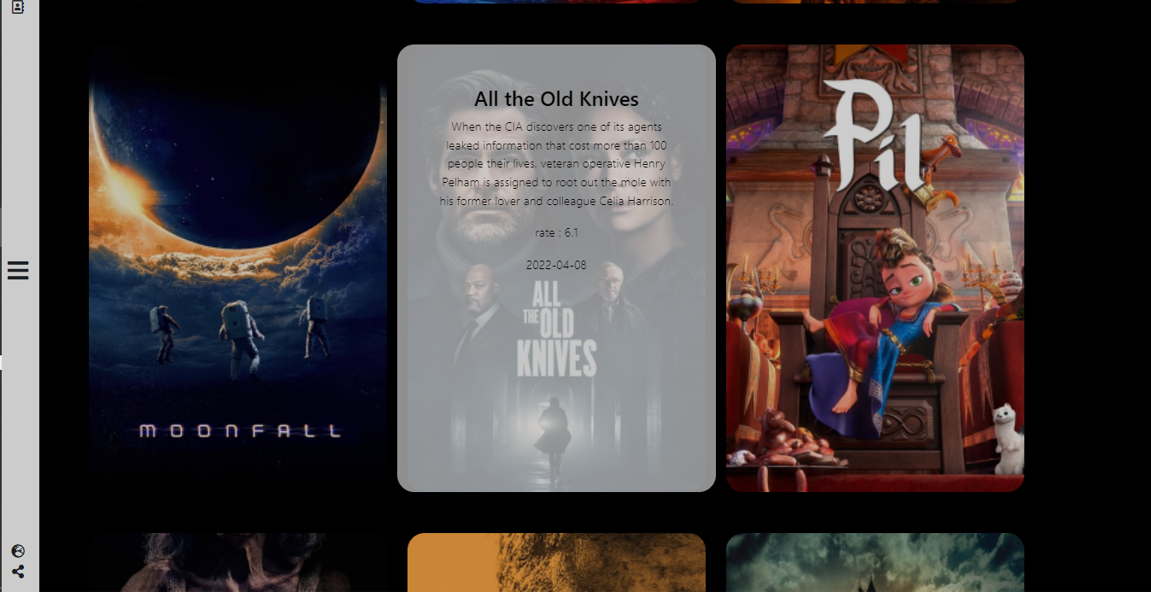 All the Old Knives
When the CIA discovers one of its agents
leaked information that cost more than 100
people their lives, veteran operative Henry
Pelham is assigned to root out the mole with
his former lover and colleague Celia Harrison.
rate : 6.1
2022-04-08
ALL
THE OLD
KNIVES
MOONFALL
Pil